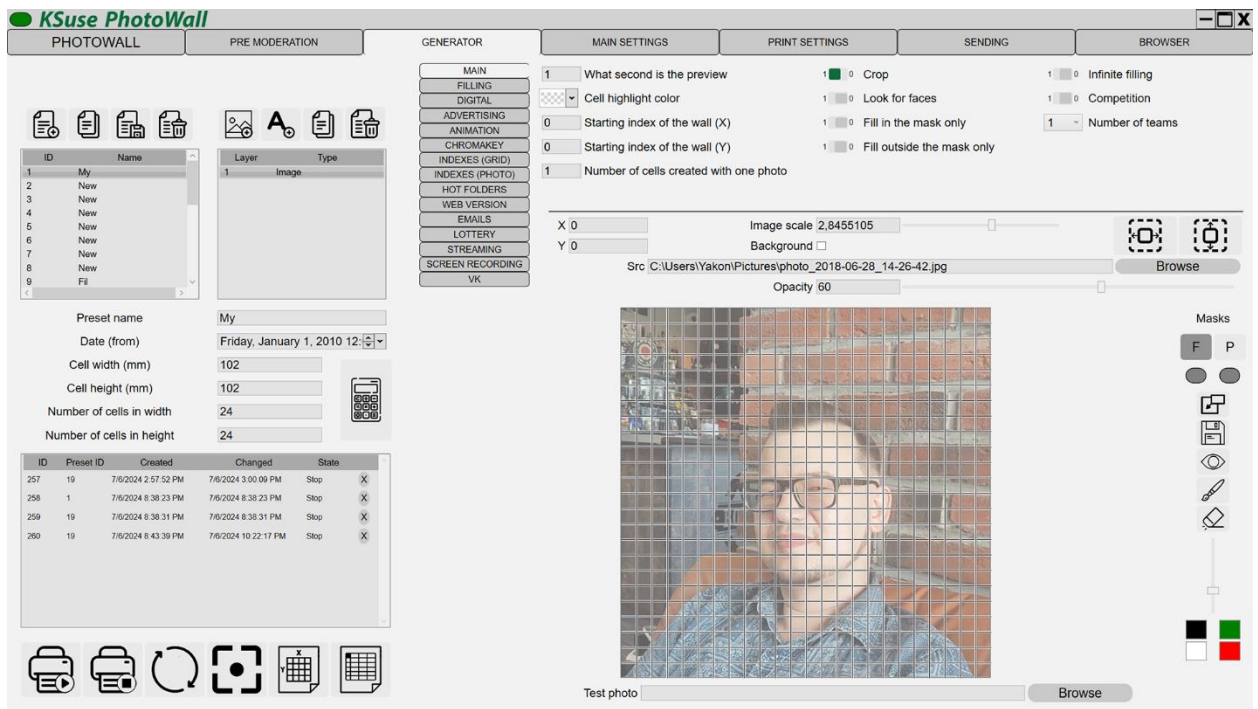 KSuse PhotoWall
PHOTOWALL PRE MODERATION GENERATOR MAIN SETTINGS PRINT SETTINGS SENDING BROWSER
MAIN
FILLING
DIGITAL
ADVERTISING
ANIMATION
CHROMAKEY
INDEXES (GRID)
INDEXES (PHOTO)
HOT FOLDERS
WEB VERSION
EMAILS
LOTTERY
STREAMING
SCREEN RECORDING
VK
ID Name
1 My
2 New
3 New
4 New
5 New
6 New
7 New
8 New
9 Fil
Layer Type
1 Image
Preset name My
Date (from) Friday, January 1, 2010 12:
Cell width (mm) 102
Cell height (mm) 102
Number of cells in width 24
Number of cells in height 24
ID Preset ID Created Changed State
257 19 7/6/2024 2:57:52 PM 7/6/2024 3:00:09 PM Stop X
258 1 7/6/2024 8:38:23 PM 7/6/2024 8:38:23 PM Stop X
259 19 7/6/2024 8:38:31 PM 7/6/2024 8:38:31 PM Stop X
260 19 7/6/2024 8:43:39 PM 7/6/2024 10:22:17 PM Stop X
X
Y
1 What second is the preview 1 0 Crop 1 0 Infinite filling
Cell highlight color 1 0 Look for faces 1 0 Competition
0 Starting index of the wall (X) 1 0 Fill in the mask only 1 Number of teams
0 Starting index of the wall (Y) 1 0 Fill outside the mask only
1 Number of cells created with one photo
X 0 Image scale 2,8455105
Y 0 Background
Src C:\Users\Yakon\Pictures\photo_2018-06-28_14-26-42.jpg Browse
Opacity 60
Masks
F P
Test photo Browse